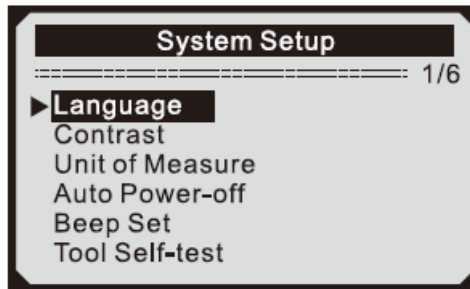 System Setup
1/6
Language
Contrast
Unit of Measure
Auto Power-off
Beep Set
Tool Self-test